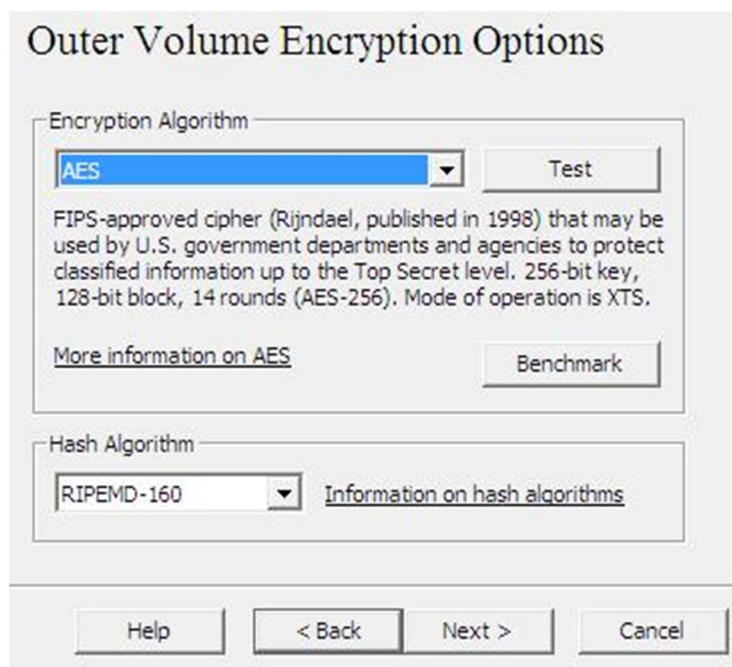 Outer Volume Encryption Options
Encryption Algorithm
AES
Test
FIPS-approved cipher (Rijndael, published in 1998) that may be
used by U.S. government departments and agencies to protect
classified information up to the Top Secret level. 256-bit key,
128-bit block, 14 rounds (AES-256). Mode of operation is XTS.
More information on AES
Benchmark
Hash Algorithm
RIPEMD-160
Information on hash algorithms
Help
< Back
Next >
Cancel